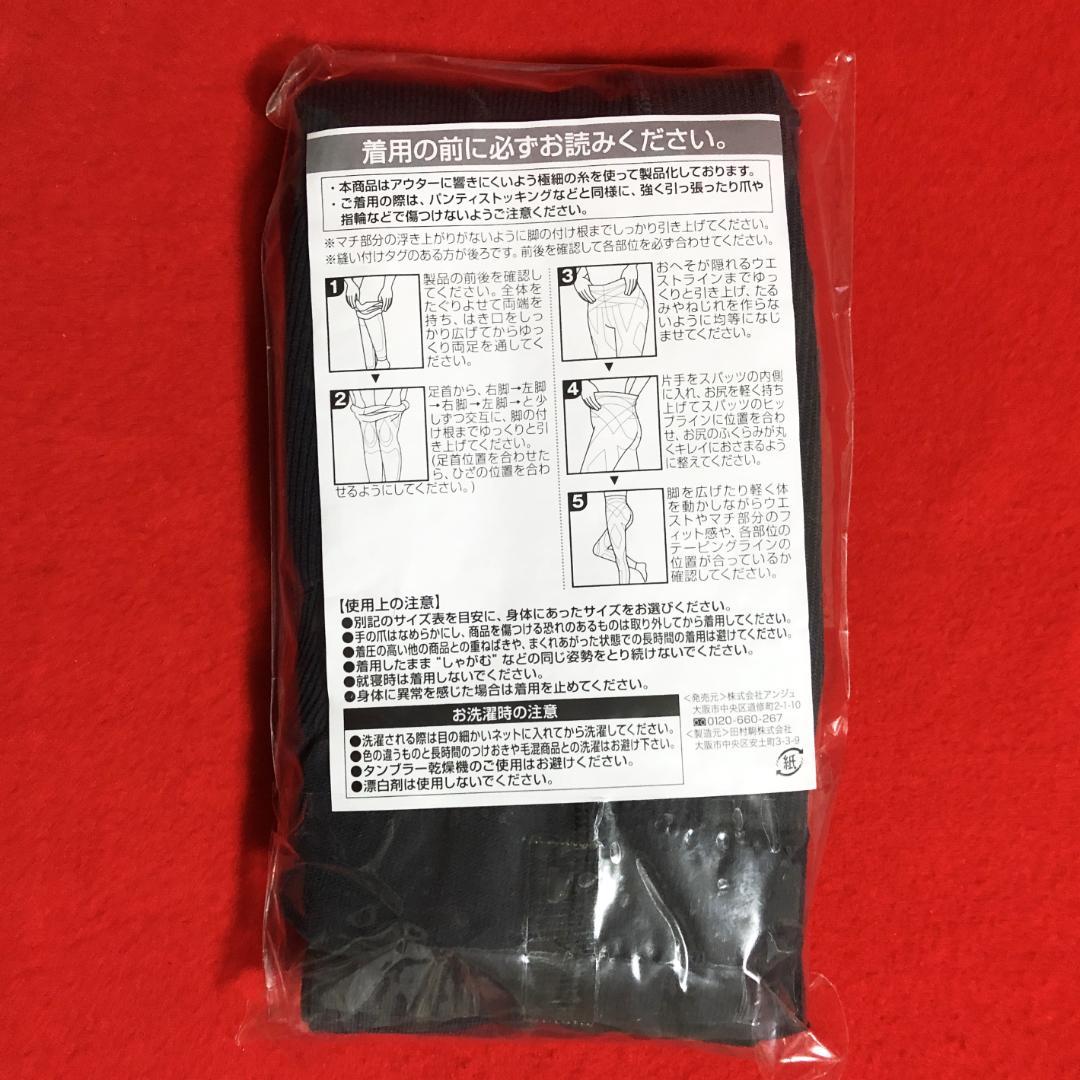 着用の前に必ずお読みください。
・本商品はアウターに響きにくいよう極細の糸を使って製品化しております。
・ご着用の際は、パンティストッキングなどと同様に、強く引っ張ったり爪や
指輪などで傷つけないようご注意ください。
※マチ部分の浮き上がりがないように脚の付け根までしっかり引き上げてください。
※縫い付けタグのある方が後ろです。前後を確認して各部位を必ず合わせてください。
1
製品の前後を確認し
てください。全体を
たぐりよせて両端を
持ち、はき口をしっ
かり広げてからゆっ
くり両足を通してく
ださい。
2
足首から、右脚→左脚
→右脚→左脚→と少
しずつ交互に、脚の付
け根までゆっくりと引
き上げてください。
(足首位置を合わせた
ら、ひざの位置を合わ
せるようにしてください。)
3
おへそが隠れるウエ
ストラインまでゆっ
くりと引き上げ、たる
みやねじれを作らな
いように均等になじ
ませてください。
4
片手をスパッツの内側
に入れ、お尻を軽く持ち
上げてスパッツのヒッ
プラインに位置を合わ
せ、お尻のふくらみが丸
くキレイにおさまるよう
に整えてください。
5
脚を広げたり軽く体
を動かしながらウエ
ストやマチ部分のフ
ィット感や、各部位の
テーピングラインの
位置が合っているか
確認してください。
【使用上の注意】
●別記のサイズ表を目安に、身体にあったサイズをお選びください。
●手の爪はなめらかにし、商品を傷つける恐れのあるものは取り外してから着用してください。
●着圧の高い他の商品との重ねばきや、まくれあがった状態での長時間の着用は避けてください。
●着用したまま"しゃがむ"などの同じ姿勢をとり続けないでください。
●就寝時は着用しないでください。
●身体に異常を感じた場合は着用を止めてください。
お洗濯時の注意
●洗濯される際は目の細かいネットに入れてから洗濯してください。
●色の違うものと長時間のつけおきや毛混商品との洗濯はお避け下さい。
●タンブラー乾燥機のご使用はお避けください。
●漂白剤は使用しないでください。
<発売元>株式会社アンジュ
大阪市中央区道修町2-1-10
0120-660-267
<製造元>田村駒株式会社
大阪市中央区安土町3-3-9
紙